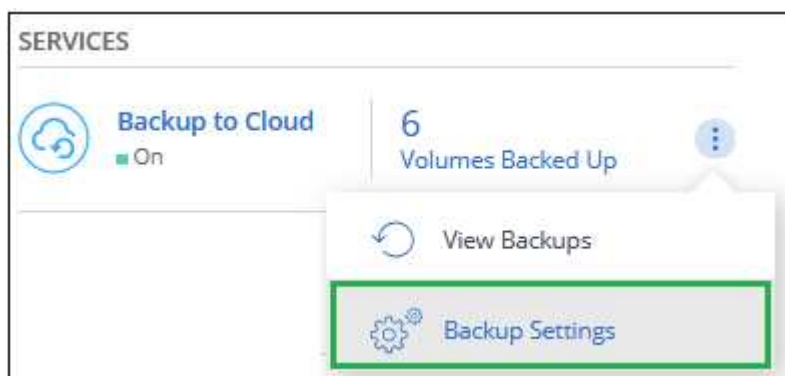 SERVICES
Backup to Cloud
On
6
Volumes Backed Up
View Backups
Backup Settings